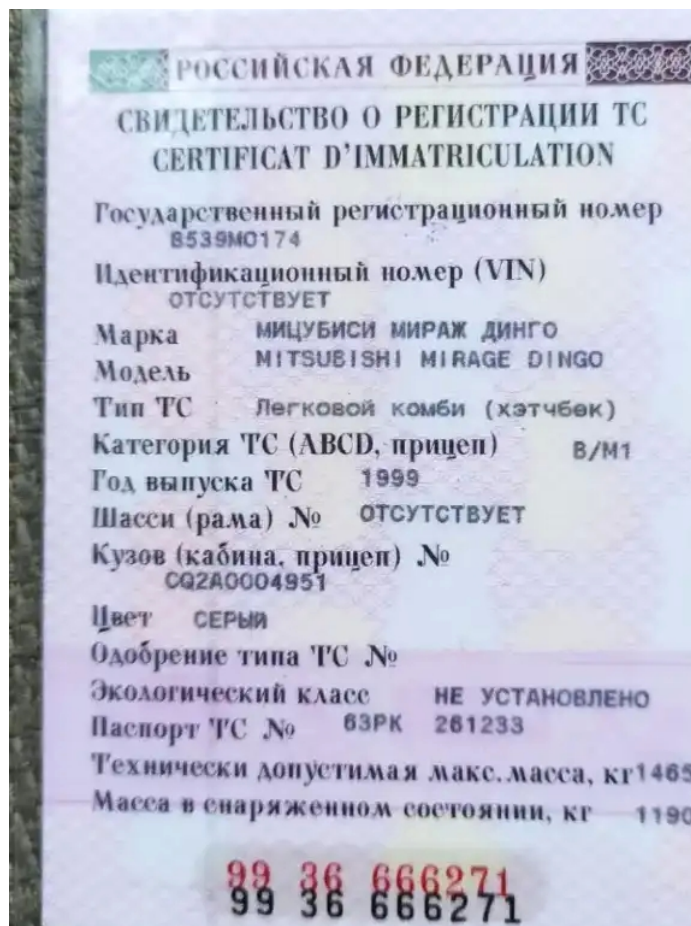 РОССИЙСКАЯ ФЕДЕРАЦИЯ
СВИДЕТЕЛЬСТВО О РЕГИСТРАЦИИ ТС
CERTIFICAT D'IMMATRICULATION
Государственный регистрационный номер
В539МО174
Идентификационный номер (VIN)
ОТСУТСТВУЕТ
Марка МИЦУБИСИ МИРАЖ ДИНГО
Модель MITSUBISHI MIRAGE DINGO
Тип ТС Легковой комби (хэтчбек)
Категория ТС (ABCD, прицеп) B/M1
Год выпуска ТС 1999
Шасси (рама) № ОТСУТСТВУЕТ
Кузов (кабина, прицеп) №
CQ2A0004951
Цвет СЕРЫЙ
Одобрение типа ТС №
Экологический класс НЕ УСТАНОВЛЕНО
Паспорт ТС № 63РК 261233
Технически допустимая макс. масса, кг 1465
Масса в снаряженном состоянии, кг 1190
99 36 666271
99 36 666271